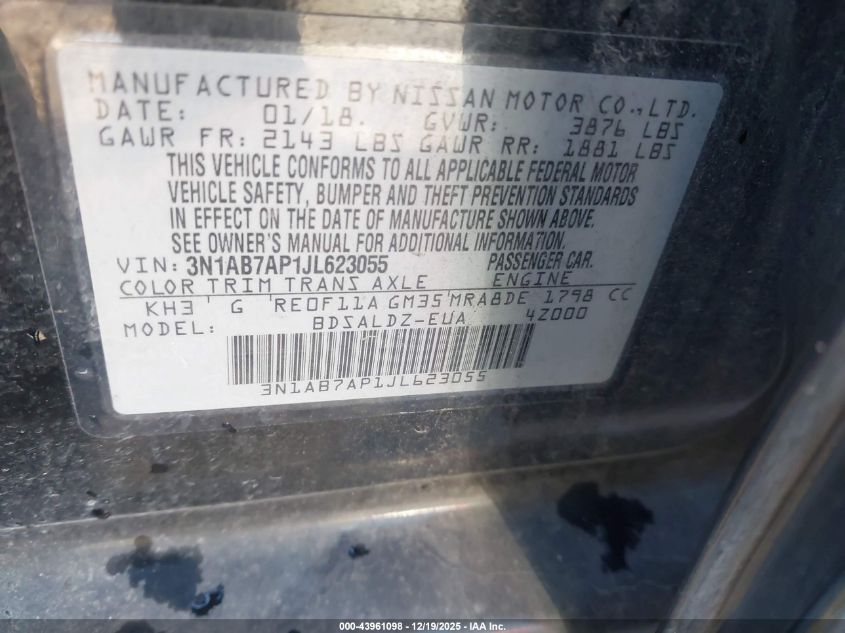 MANUFACTURED BY NISSAN MOTOR CO.,LTD.
DATE: 01/18. GVWR: 3876 LBS
GAWR FR: 2143 LBS GAWR RR: 1881 LBS
THIS VEHICLE CONFORMS TO ALL APPLICABLE FEDERAL MOTOR
VEHICLE SAFETY, BUMPER AND THEFT PREVENTION STANDARDS
IN EFFECT ON THE DATE OF MANUFACTURE SHOWN ABOVE.
SEE OWNER'S MANUAL FOR ADDITIONAL INFORMATION.
VIN: 3N1AB7AP1JL623055 PASSENGER CAR.
COLOR TRIM TRANS AXLE ENGINE
KH3 G RE0F11A GM35 MRA8DE 1798 CC
MODEL: BDSALDZ-EUA 4Z000
3N1AB7AP1JL623055
000-43961098 - 12/19/2025 - IAA Inc.